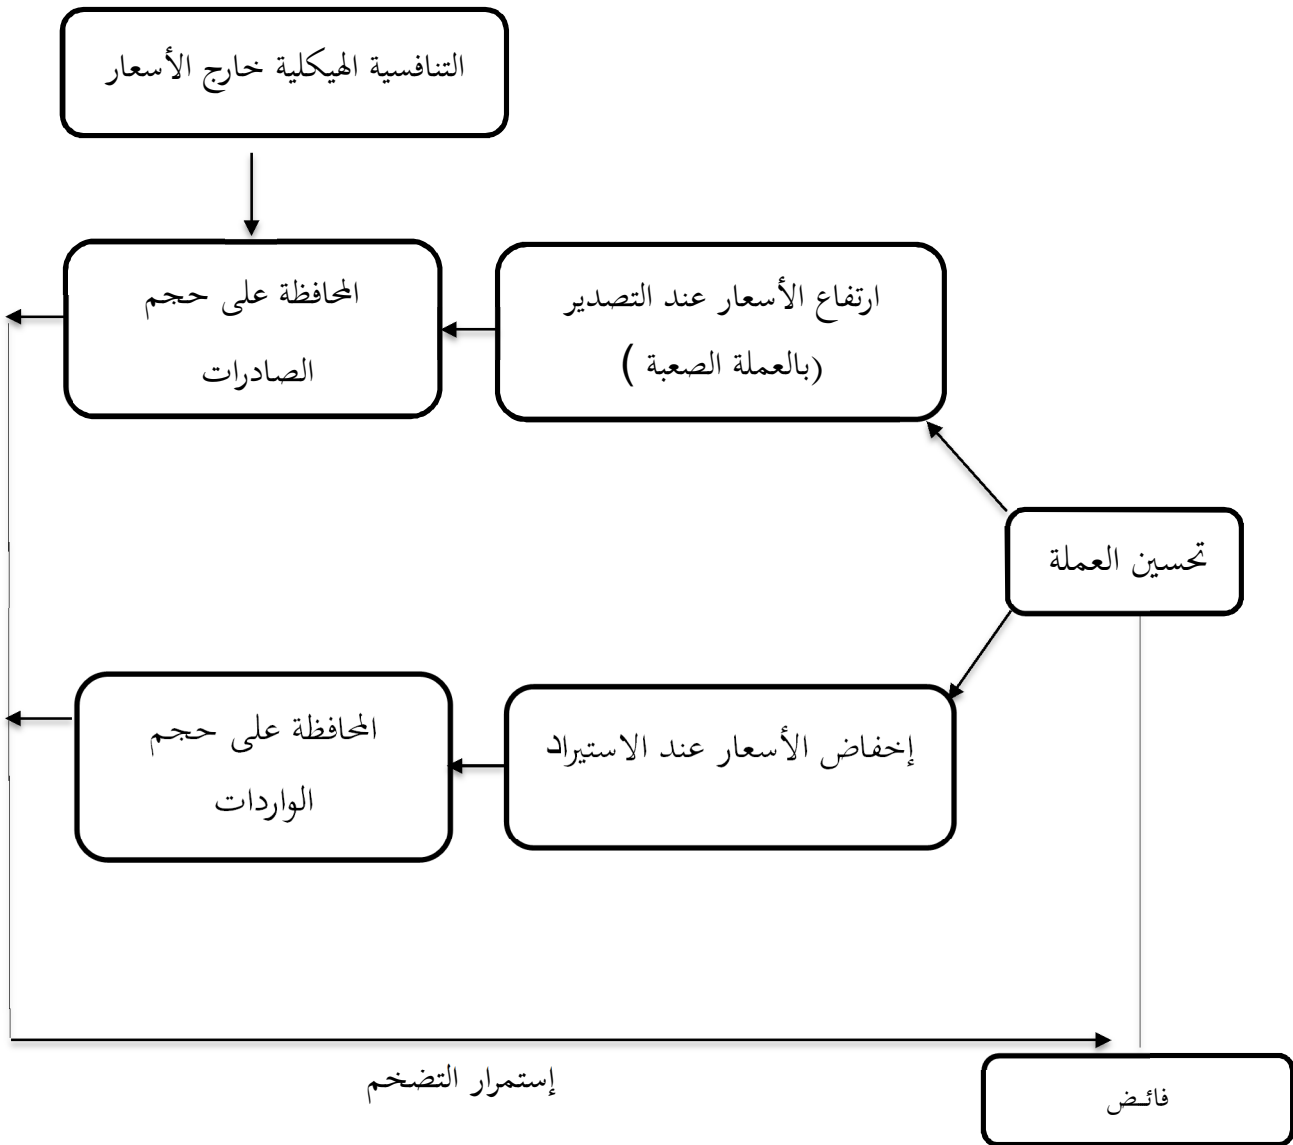 التنافسية الهيكلية خارج الأسعار
ارتفاع الأسعار عند التصدير
(بالعملة الصعبة )
المحافظة على حجم
الصادرات
تحسين العملة
إخفاض الأسعار عند الاستيراد
المحافظة على حجم
الواردات
إستمرار التضخم
فائض